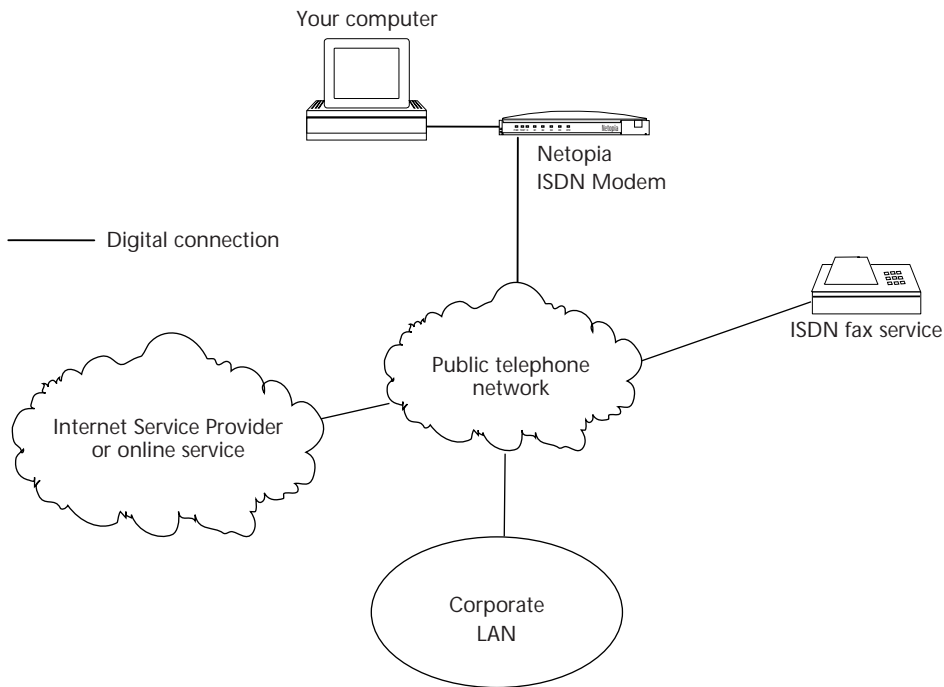 Your computer
Netopia
Netopia
ISDN Modem
Digital connection
ISDN fax service
Public telephone
network
Internet Service Provider
or online service
Corporate
LAN